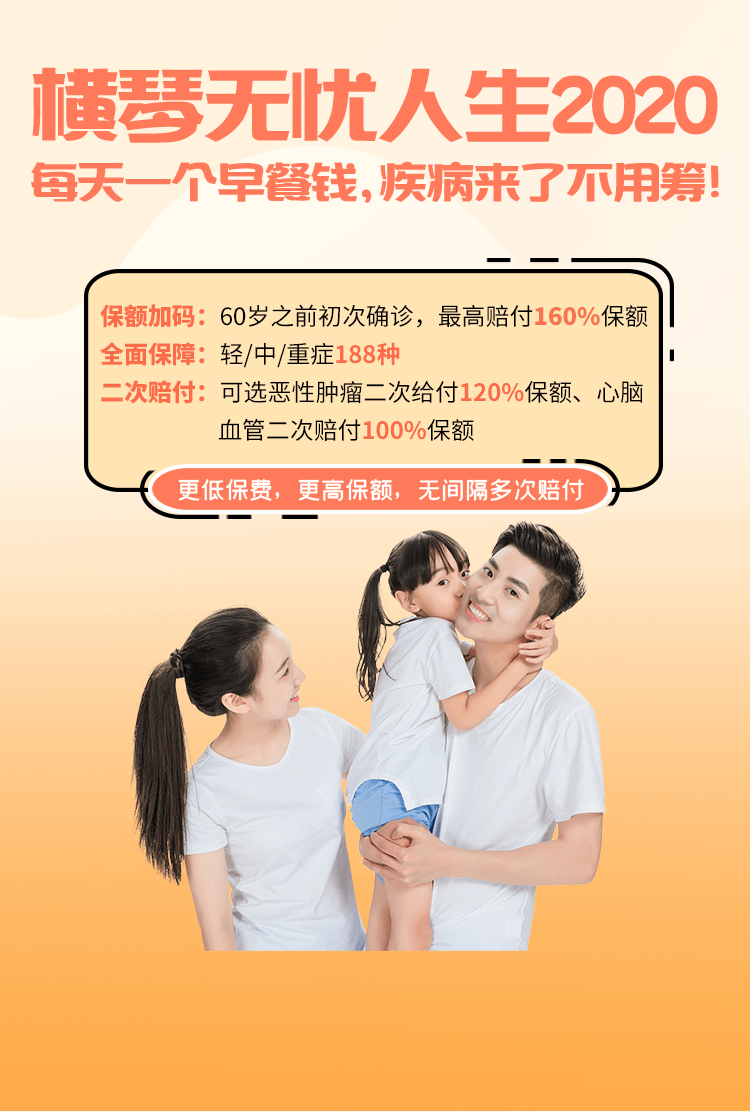 横琴无忧人生2020
每天一个早餐钱,疾病来了不用筹!
保额加码：60岁之前初次确诊，最高赔付160%保额
全面保障：轻/中/重症188种
二次赔付：可选恶性肿瘤二次给付120%保额、心脑
血管二次赔付100%保额
更低保费，更高保额，无间隔多次赔付